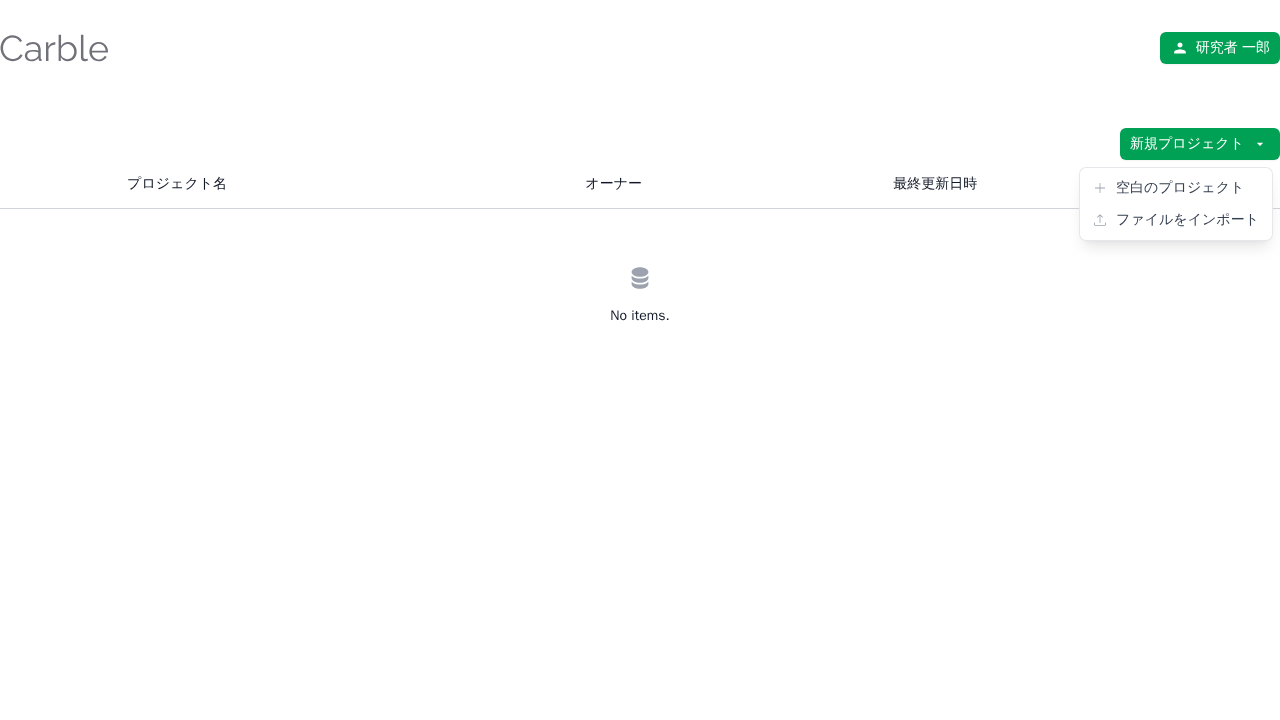 Carble
研究者 一郎
新規プロジェクト
プロジェクト名 オーナー 最終更新日時
空白のプロジェクト
ファイルをインポート
No items.